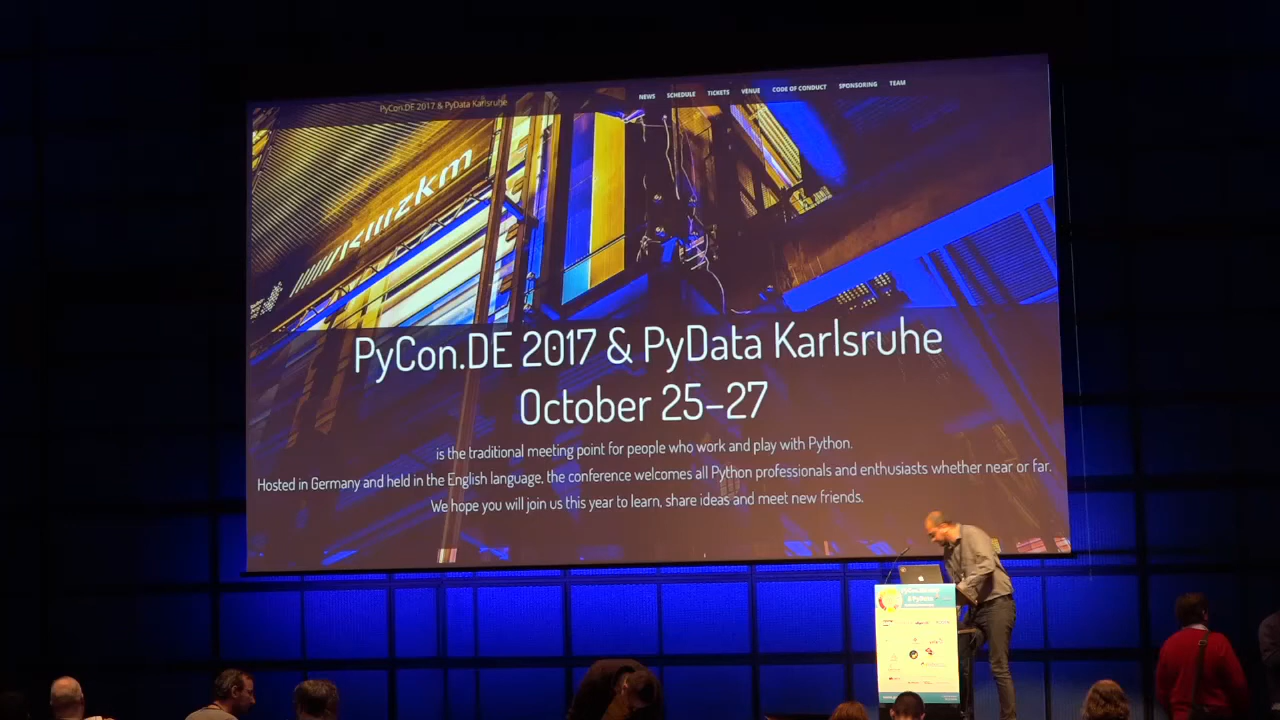 PyCon.DE 2017 & PyData Karlsruhe
NEWS SCHEDULE TICKETS VENUE CODE OF CONDUCT SPONSORING TEAM
zkm
PyCon.DE 2017 & PyData Karlsruhe
October 25–27
is the traditional meeting point for people who work and play with Python.
Hosted in Germany and held in the English language, the conference welcomes all Python professionals and enthusiasts whether near or far.
We hope you will join us this year to learn, share ideas and meet new friends.